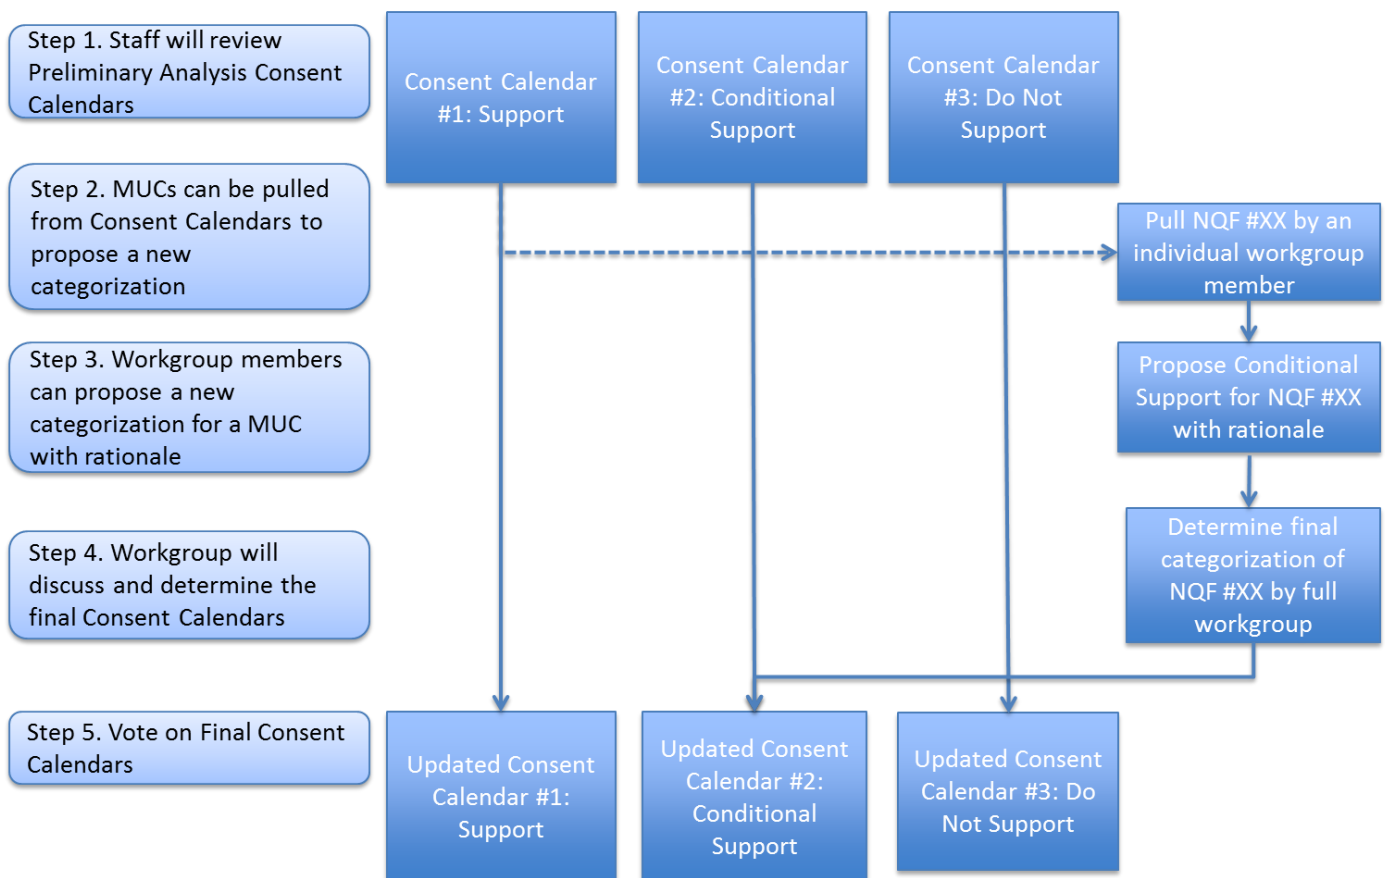 Step 1. Staff will review
Preliminary Analysis Consent
Calendars
Consent Calendar
#1: Support
Consent Calendar
#2: Conditional
Support
Consent Calendar
#3: Do Not
Support
Step 2. MUCs can be pulled
from Consent Calendars to
propose a new
categorization
Pull NQF #XX by an
individual workgroup
member
Step 3. Workgroup members
can propose a new
categorization for a MUC
with rationale
Propose Conditional
Support for NQF #XX
with rationale
Step 4. Workgroup will
discuss and determine the
final Consent Calendars
Determine final
categorization of
NQF #XX by full
workgroup
Step 5. Vote on Final Consent
Calendars
Updated Consent
Calendar #1:
Support
Updated Consent
Calendar #2:
Conditional
Support
Updated Consent
Calendar #3: Do
Not Support